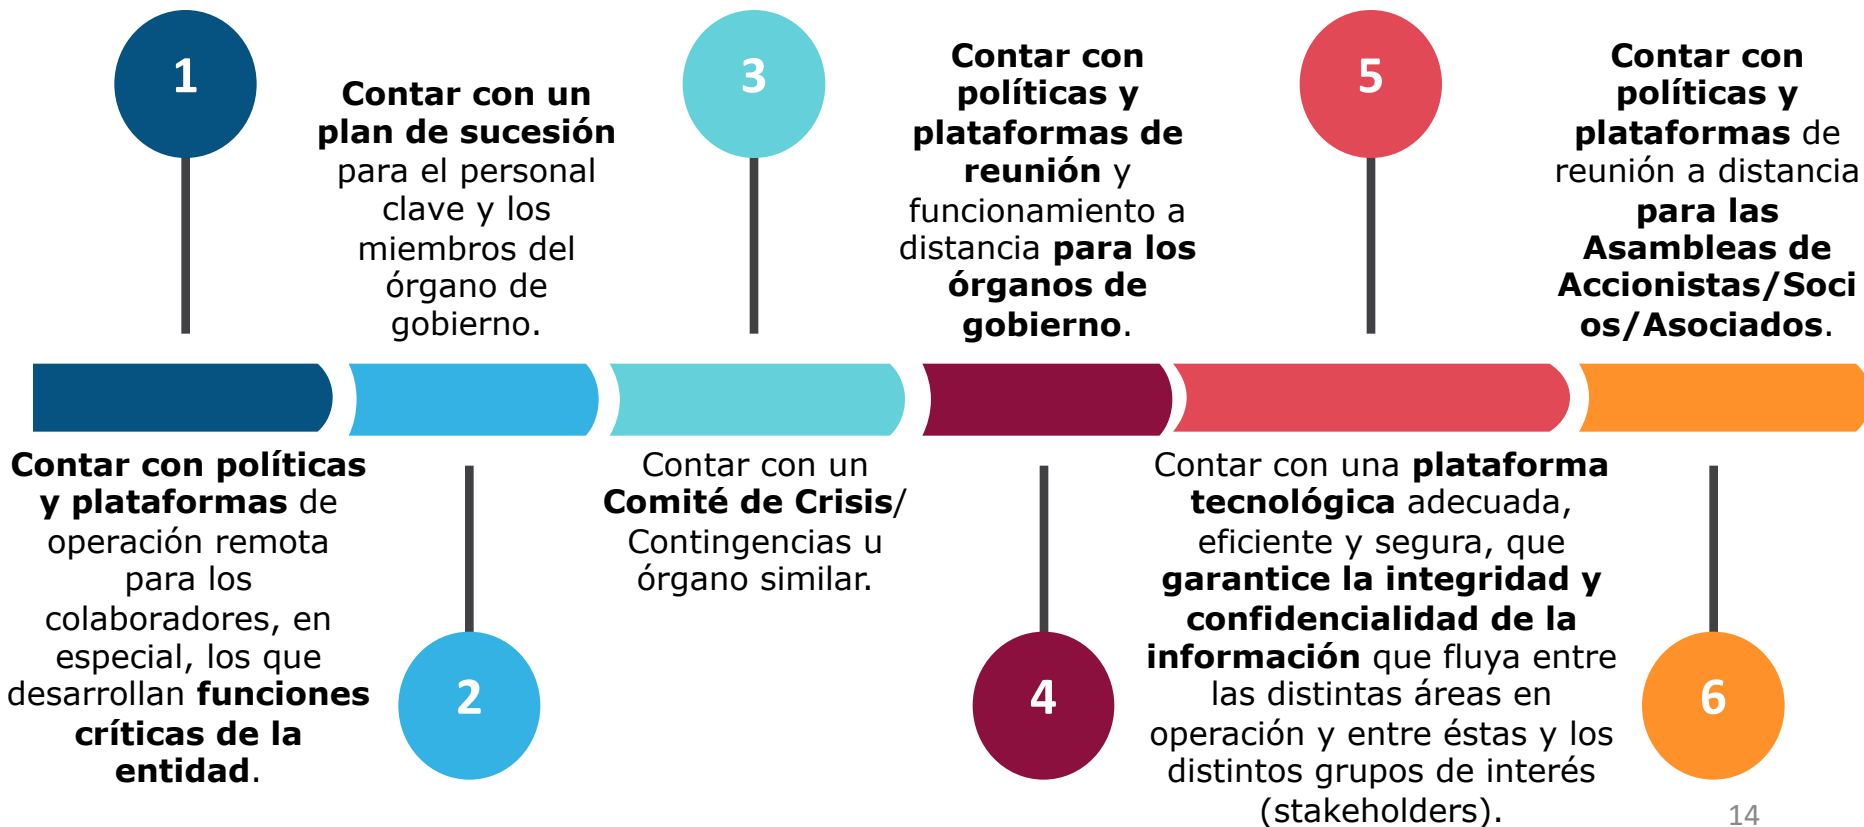 1
Contar con políticas
y plataformas de
operación remota
para los
colaboradores, en
especial, los que
desarrollan funciones
críticas de la
entidad.
Contar con un
plan de sucesión
para el personal
clave y los
miembros del
órgano de
gobierno.
2
3
Contar con un
Comité de Crisis/
Contingencias u
órgano similar.
Contar con
políticas y
plataformas de
reunión y
funcionamiento a
distancia para los
órganos de
gobierno.
4
5
Contar con una plataforma
tecnológica adecuada,
eficiente y segura, que
garantice la integridad y
confidencialidad de la
información que fluya entre
las distintas áreas en
operación y entre éstas y los
distintos grupos de interés
(stakeholders).
Contar con
políticas y
plataformas de
reunión a distancia
para las
Asambleas de
Accionistas/Soci
os/Asociados.
6
14